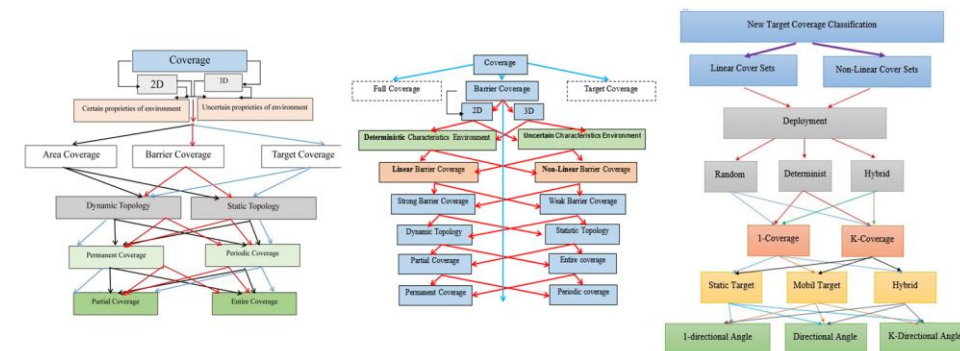 Coverage
2D
3D
Certain proprieties of environment
Uncertain proprieties of environment
Area Coverage
Barrier Coverage
Target Coverage
Dynamic Topology
Static Topology
Permanent Coverage
Periodic Coverage
Partial Coverage
Entire Coverage
Coverage
Full Coverage
Barrier Coverage
Target Coverage
2D
3D
Deterministic Characteristics Environment
Uncertain Characteristics Environment
Linear Barrier Coverage
Non-Linear Barrier Coverage
Strong Barrier Coverage
Weak Barrier Coverage
Dynamic Topology
Statistic Topology
Partial Coverage
Entire coverage
Permanent Coverage
Periodic coverage
New Target Coverage Classification
Linear Cover Sets
Non-Linear Cover Sets
Deployment
Random
Determinist
Hybrid
1-Coverage
K-Coverage
Static Target
Mobil Target
Hybrid
1-directional Angle
Directional Angle
K-Directional Angle